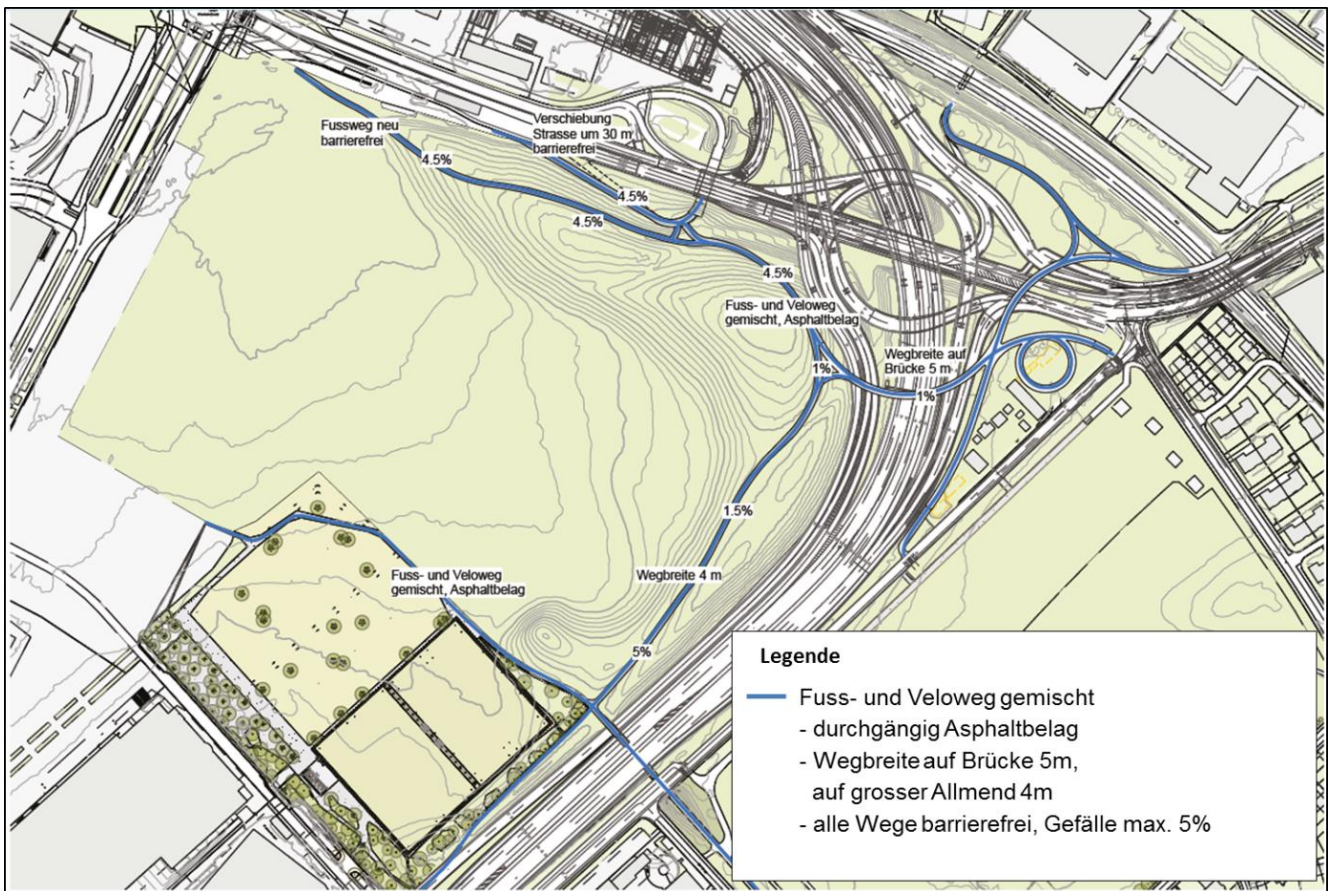 Fussweg neu
barrierefrei
Verschiebung
Strasse um 30 m
barrierefrei
4.5%
4.5%
4.5%
4.5%
Fuss- und Veloweg
gemischt, Asphaltbelag
Wegbreite auf
Brücke 5 m
1%
1%
1.5%
Fuss- und Veloweg
gemischt, Asphaltbelag
Wegbreite 4 m
5%
Legende
Fuss- und Veloweg gemischt
- durchgängig Asphaltbelag
- Wegbreite auf Brücke 5m,
auf grosser Allmend 4m
- alle Wege barrierefrei, Gefälle max. 5%